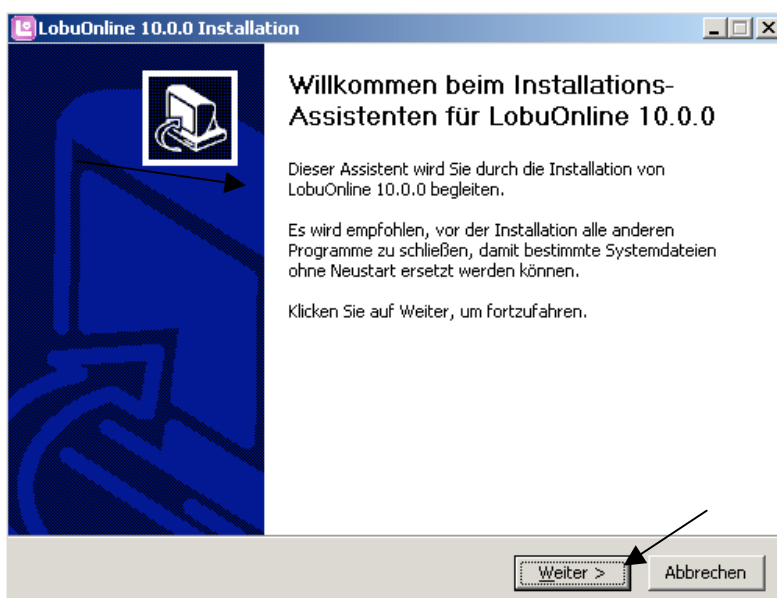 LobuOnline 10.0.0 Installation
Willkommen beim Installations-
Assistenten für LobuOnline 10.0.0
Dieser Assistent wird Sie durch die Installation von
LobuOnline 10.0.0 begleiten.
Es wird empfohlen, vor der Installation alle anderen
Programme zu schließen, damit bestimmte Systemdateien
ohne Neustart ersetzt werden können.
Klicken Sie auf Weiter, um fortzufahren.
Weiter >
Abbrechen